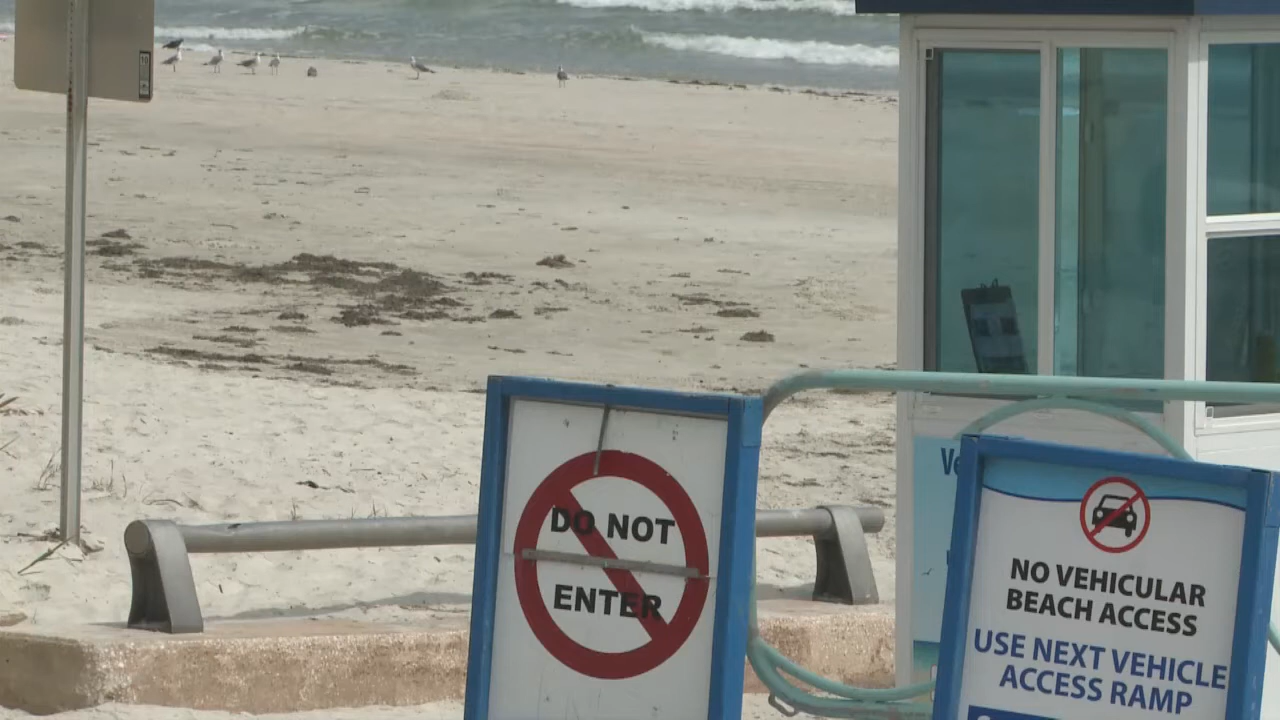 DO NOT
ENTER
NO VEHICULAR
BEACH ACCESS
USE NEXT VEHICLE
ACCESS RAMP